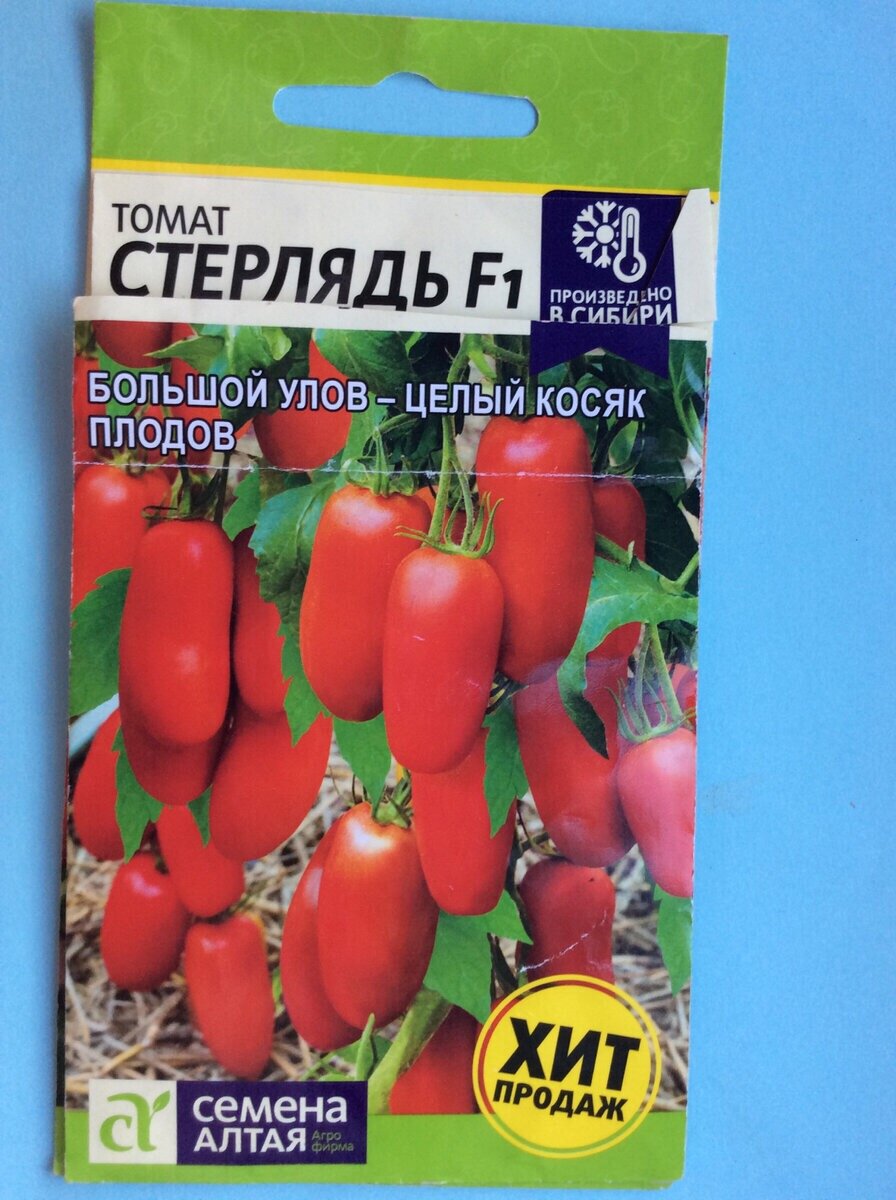 ТОМАТ
СТЕРЛЯДЬ F1
ПРОИЗВЕДЕНО
В СИБИРИ
БОЛЬШОЙ УЛОВ – ЦЕЛЫЙ КОСЯК
ПЛОДОВ
ХИТ
ПРОДАЖ
семена
АЛТАЯ
Агро
фирма